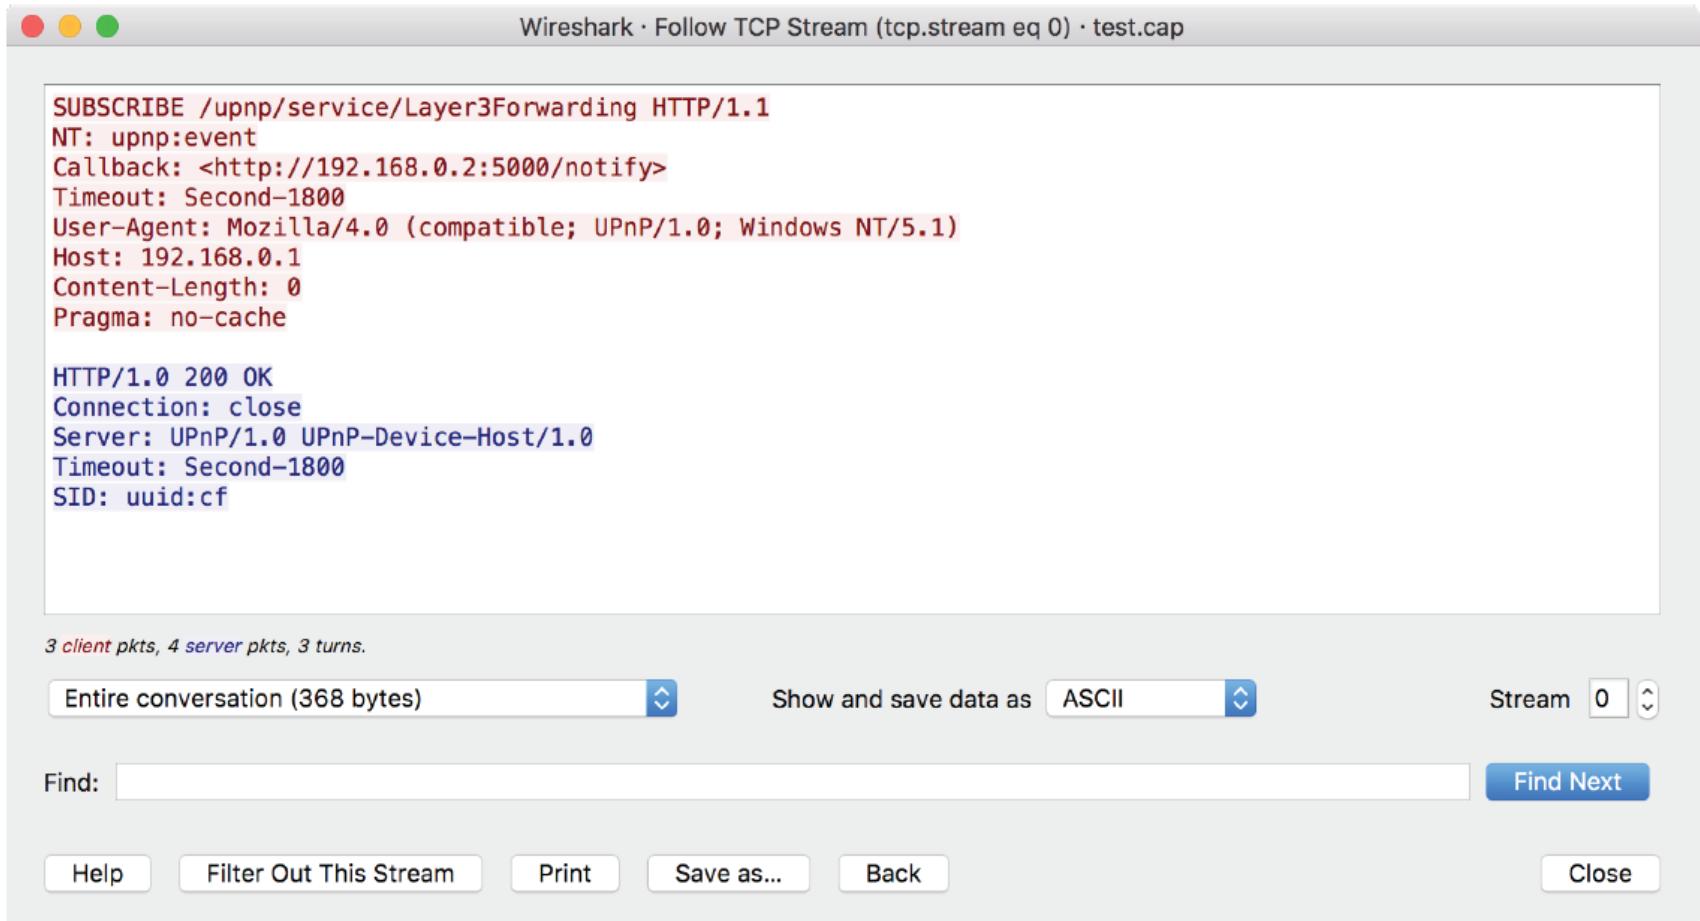 Wireshark · Follow TCP Stream (tcp.stream eq 0) · test.cap
SUBSCRIBE /upnp/service/Layer3Forwarding HTTP/1.1
NT: upnp:event
Callback: <http://192.168.0.2:5000/notify>
Timeout: Second-1800
User-Agent: Mozilla/4.0 (compatible; UPnP/1.0; Windows NT/5.1)
Host: 192.168.0.1
Content-Length: 0
Pragma: no-cache
HTTP/1.0 200 OK
Connection: close
Server: UPnP/1.0 UPnP-Device-Host/1.0
Timeout: Second-1800
SID: uuid:cf
3 client pkts, 4 server pkts, 3 turns.
Entire conversation (368 bytes) Show and save data as ASCII Stream 0
Find: Find Next
Help Filter Out This Stream Print Save as... Back Close